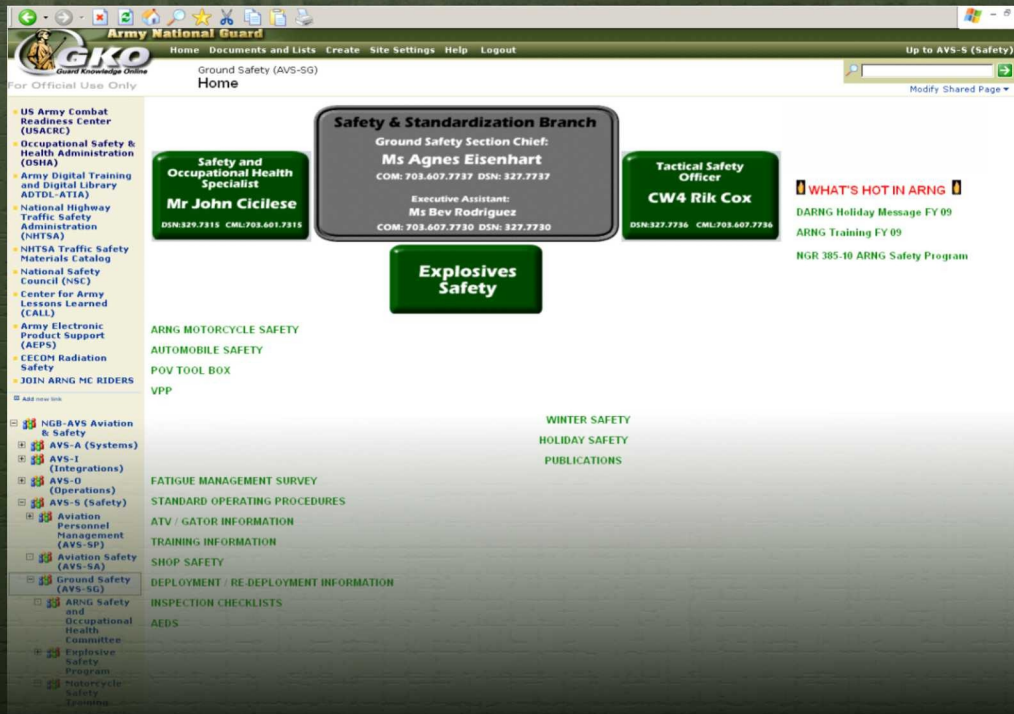 Army National Guard
GKO
Guard Knowledge Online
For Official Use Only
Home Documents and Lists Create Site Settings Help Logout
Up to AVS-S (Safety)
Ground Safety (AVS-SG)
Home
Modify Shared Page
US Army Combat
Readiness Center
(USACRC)
Occupational Safety &
Health Administration
(OSHA)
Army Digital Training
and Digital Library
ADTDL-ATIA)
National Highway
Traffic Safety
Administration
(NHTSA)
NHTSA Traffic Safety
Materials Catalog
National Safety
Council (NSC)
Center for Army
Lessons Learned
(CALL)
Army Electronic
Product Support
(AEPS)
CECOM Radiation
Safety
JOIN ARNG MC RIDERS
Add new link
NGB-AVS Aviation
& Safety
AVS-A (Systems)
AVS-I
(Integrations)
AVS-O
(Operations)
AVS-S (Safety)
Aviation
Personnel
Management
(AVS-SP)
Aviation Safety
(AVS-SA)
Ground Safety
(AVS-SG)
ARNG Safety
and
Occupational
Health
Committee
Explosive
Safety
Program
Motorcycle
Safety
Training
Safety and
Occupational Health
Specialist
Mr John Cicilese
DSN:329.7315 CML:703.601.7315
Safety & Standardization Branch
Ground Safety Section Chief:
Ms Agnes Eisenhart
COM: 703.607.7737 DSN: 327.7737
Executive Assistant:
Ms Bev Rodriguez
COM: 703.607.7730 DSN: 327.7730
Tactical Safety
Officer
CW4 Rik Cox
DSN:327.7736 CML:703.607.7736
Explosives
Safety
WHAT'S HOT IN ARNG
DARNG Holiday Message FY 09
ARNG Training FY 09
NGR 385-10 ARNG Safety Program
ARNG MOTORCYCLE SAFETY
AUTOMOBILE SAFETY
POV TOOL BOX
VPP
WINTER SAFETY
HOLIDAY SAFETY
PUBLICATIONS
FATIGUE MANAGEMENT SURVEY
STANDARD OPERATING PROCEDURES
ATV / GATOR INFORMATION
TRAINING INFORMATION
SHOP SAFETY
DEPLOYMENT / RE-DEPLOYMENT INFORMATION
INSPECTION CHECKLISTS
AEDS